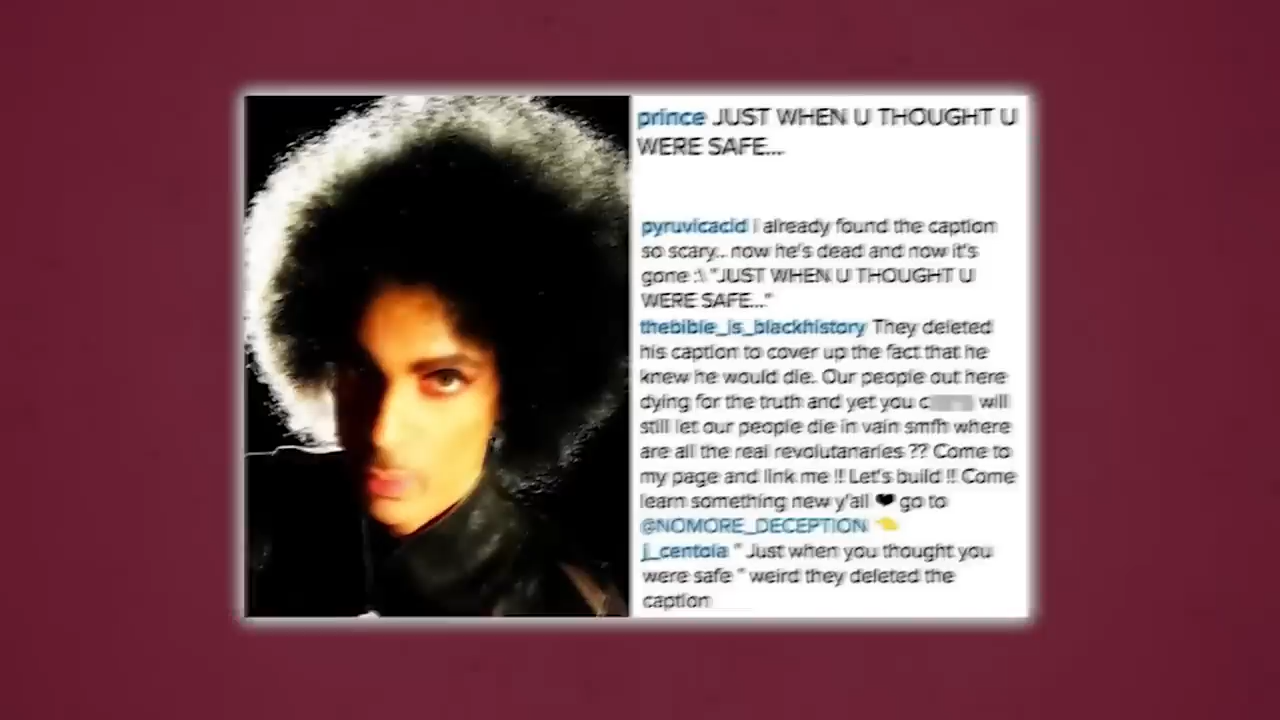 prince JUST WHEN U THOUGHT U
WERE SAFE...
pyruvicacid I already found the caption
so scary.. now he's dead and now it's
gone :\ "JUST WHEN U THOUGHT U
WERE SAFE..."
thebible_is_blackhistory They deleted
his caption to cover up the fact that he
knew he would die. Our people out here
dying for the truth and yet you c will
still let our people die in vain smfh where
are all the real revolutanaries ?? Come to
my page and link me !! Let's build !! Come
learn something new y'all ❤ go to
@NOMORE_DECEPTION 👈
j_centola " Just when you thought you
were safe " weird they deleted the
caption